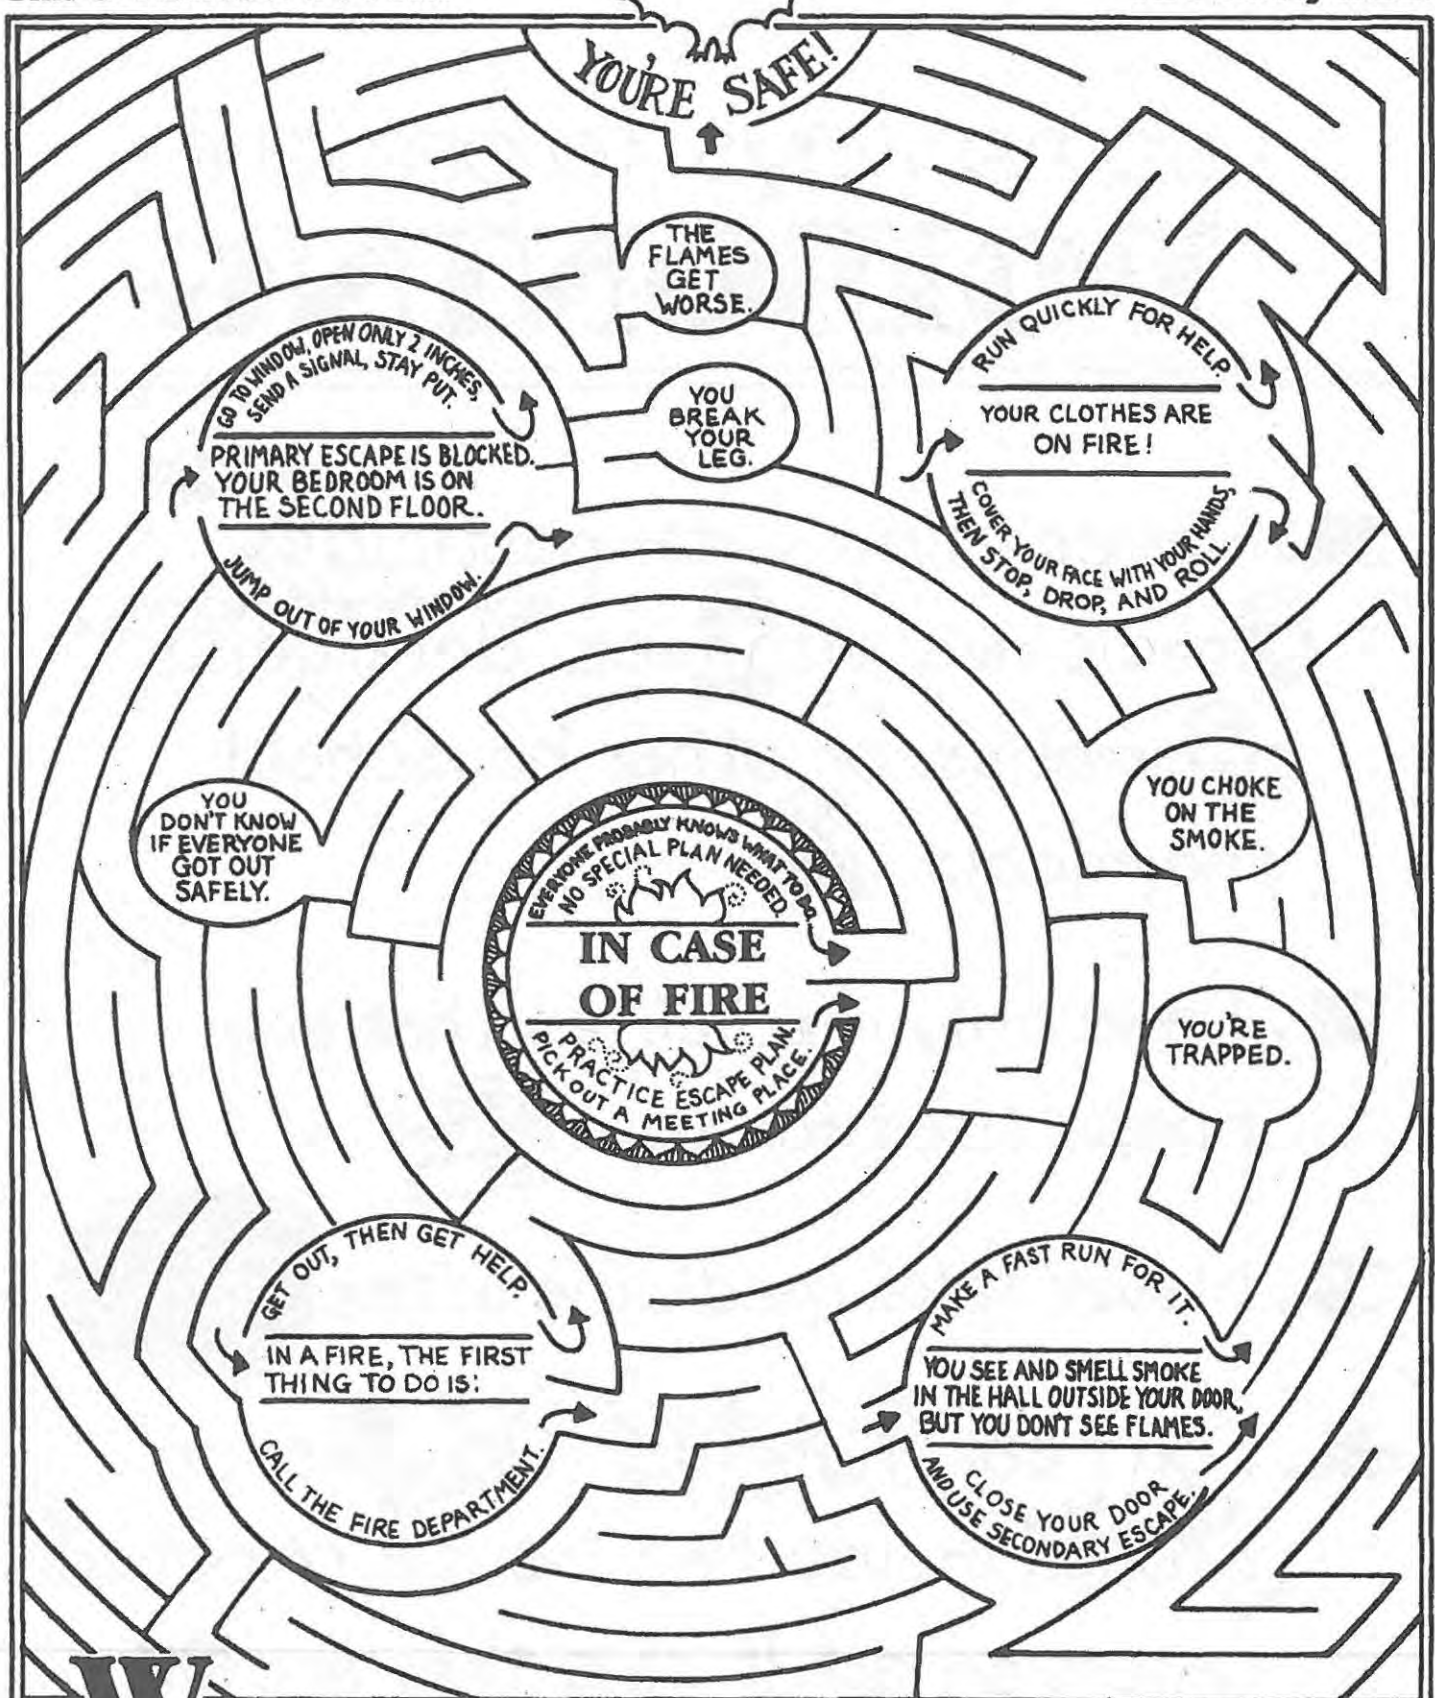 YOU'RE SAFE!
THE
FLAMES
GET
WORSE.
GO TO WINDOW, OPEN ONLY 2 INCHES,
SEND A SIGNAL, STAY PUT.
PRIMARY ESCAPE IS BLOCKED.
YOUR BEDROOM IS ON
THE SECOND FLOOR.
JUMP OUT OF YOUR WINDOW.
YOU
BREAK
YOUR
LEG.
RUN QUICKLY FOR HELP.
YOUR CLOTHES ARE
ON FIRE!
COVER YOUR FACE WITH YOUR HANDS,
THEN STOP, DROP, AND ROLL.
YOU
DON'T KNOW
IF EVERYONE
GOT OUT
SAFELY.
YOU CHOKE
ON THE
SMOKE.
EVERYONE PROBABLY KNOWS WHAT TO DO.
NO SPECIAL PLAN NEEDED.
IN CASE
OF FIRE
PRACTICE ESCAPE PLAN.
PICK OUT A MEETING PLACE.
YOU'RE
TRAPPED.
GET OUT, THEN GET HELP.
IN A FIRE, THE FIRST
THING TO DO IS:
CALL THE FIRE DEPARTMENT.
MAKE A FAST RUN FOR IT.
YOU SEE AND SMELL SMOKE
IN THE HALL OUTSIDE YOUR DOOR,
BUT YOU DON'T SEE FLAMES.
CLOSE YOUR DOOR
AND USE SECONDARY ESCAPE.
W